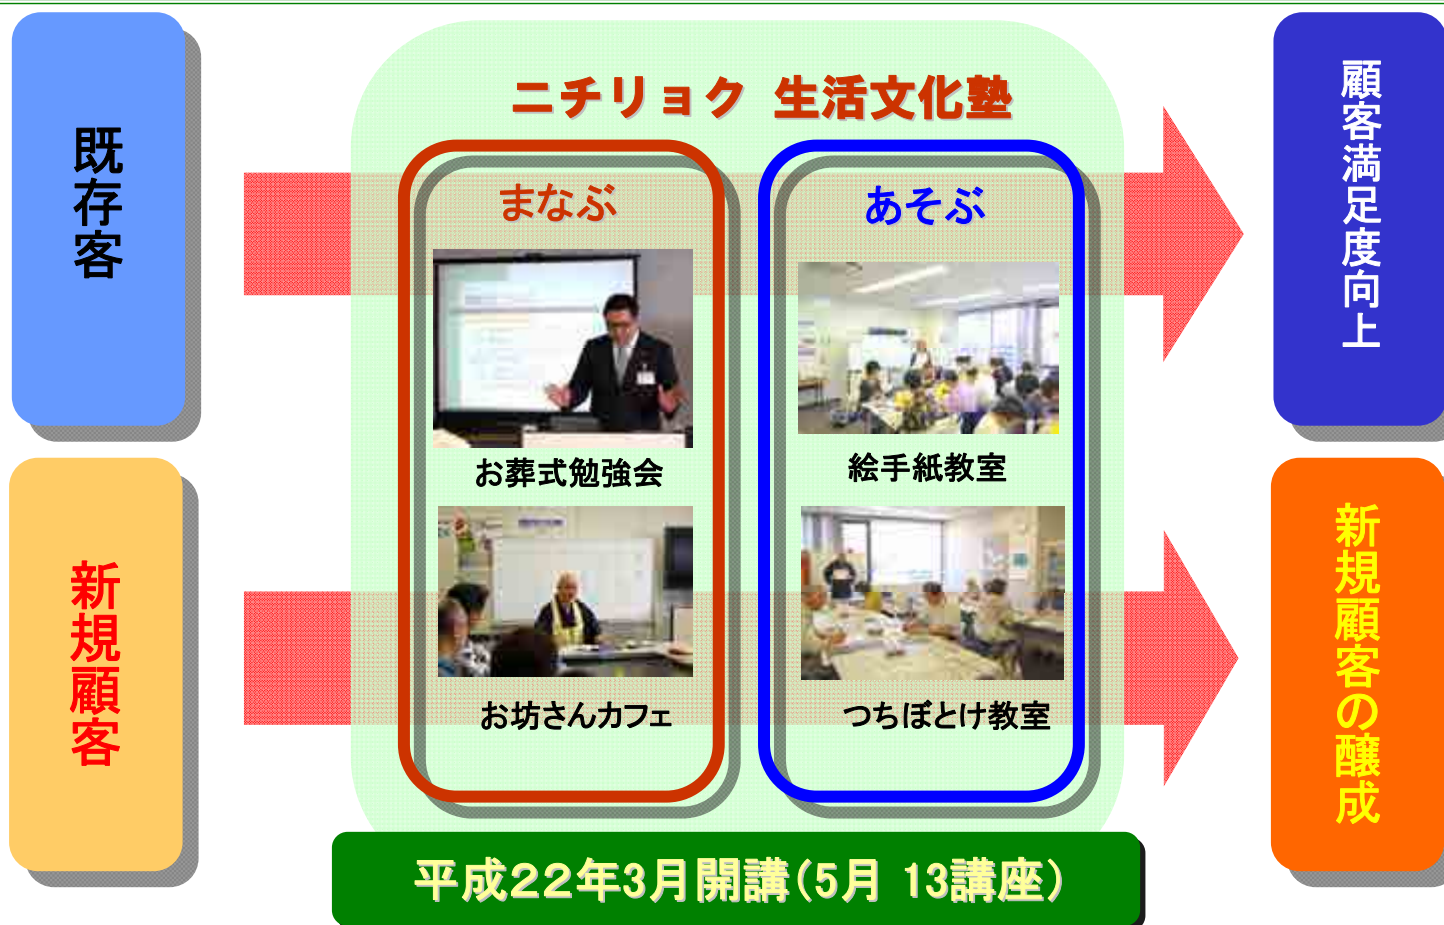 既存客
新規顧客
ニチリョク 生活文化塾
まなぶ
お葬式勉強会
お坊さんカフェ
あそぶ
絵手紙教室
つちぼとけ教室
顧客満足度向上
新規顧客の醸成
平成22年3月開講(5月 13講座)